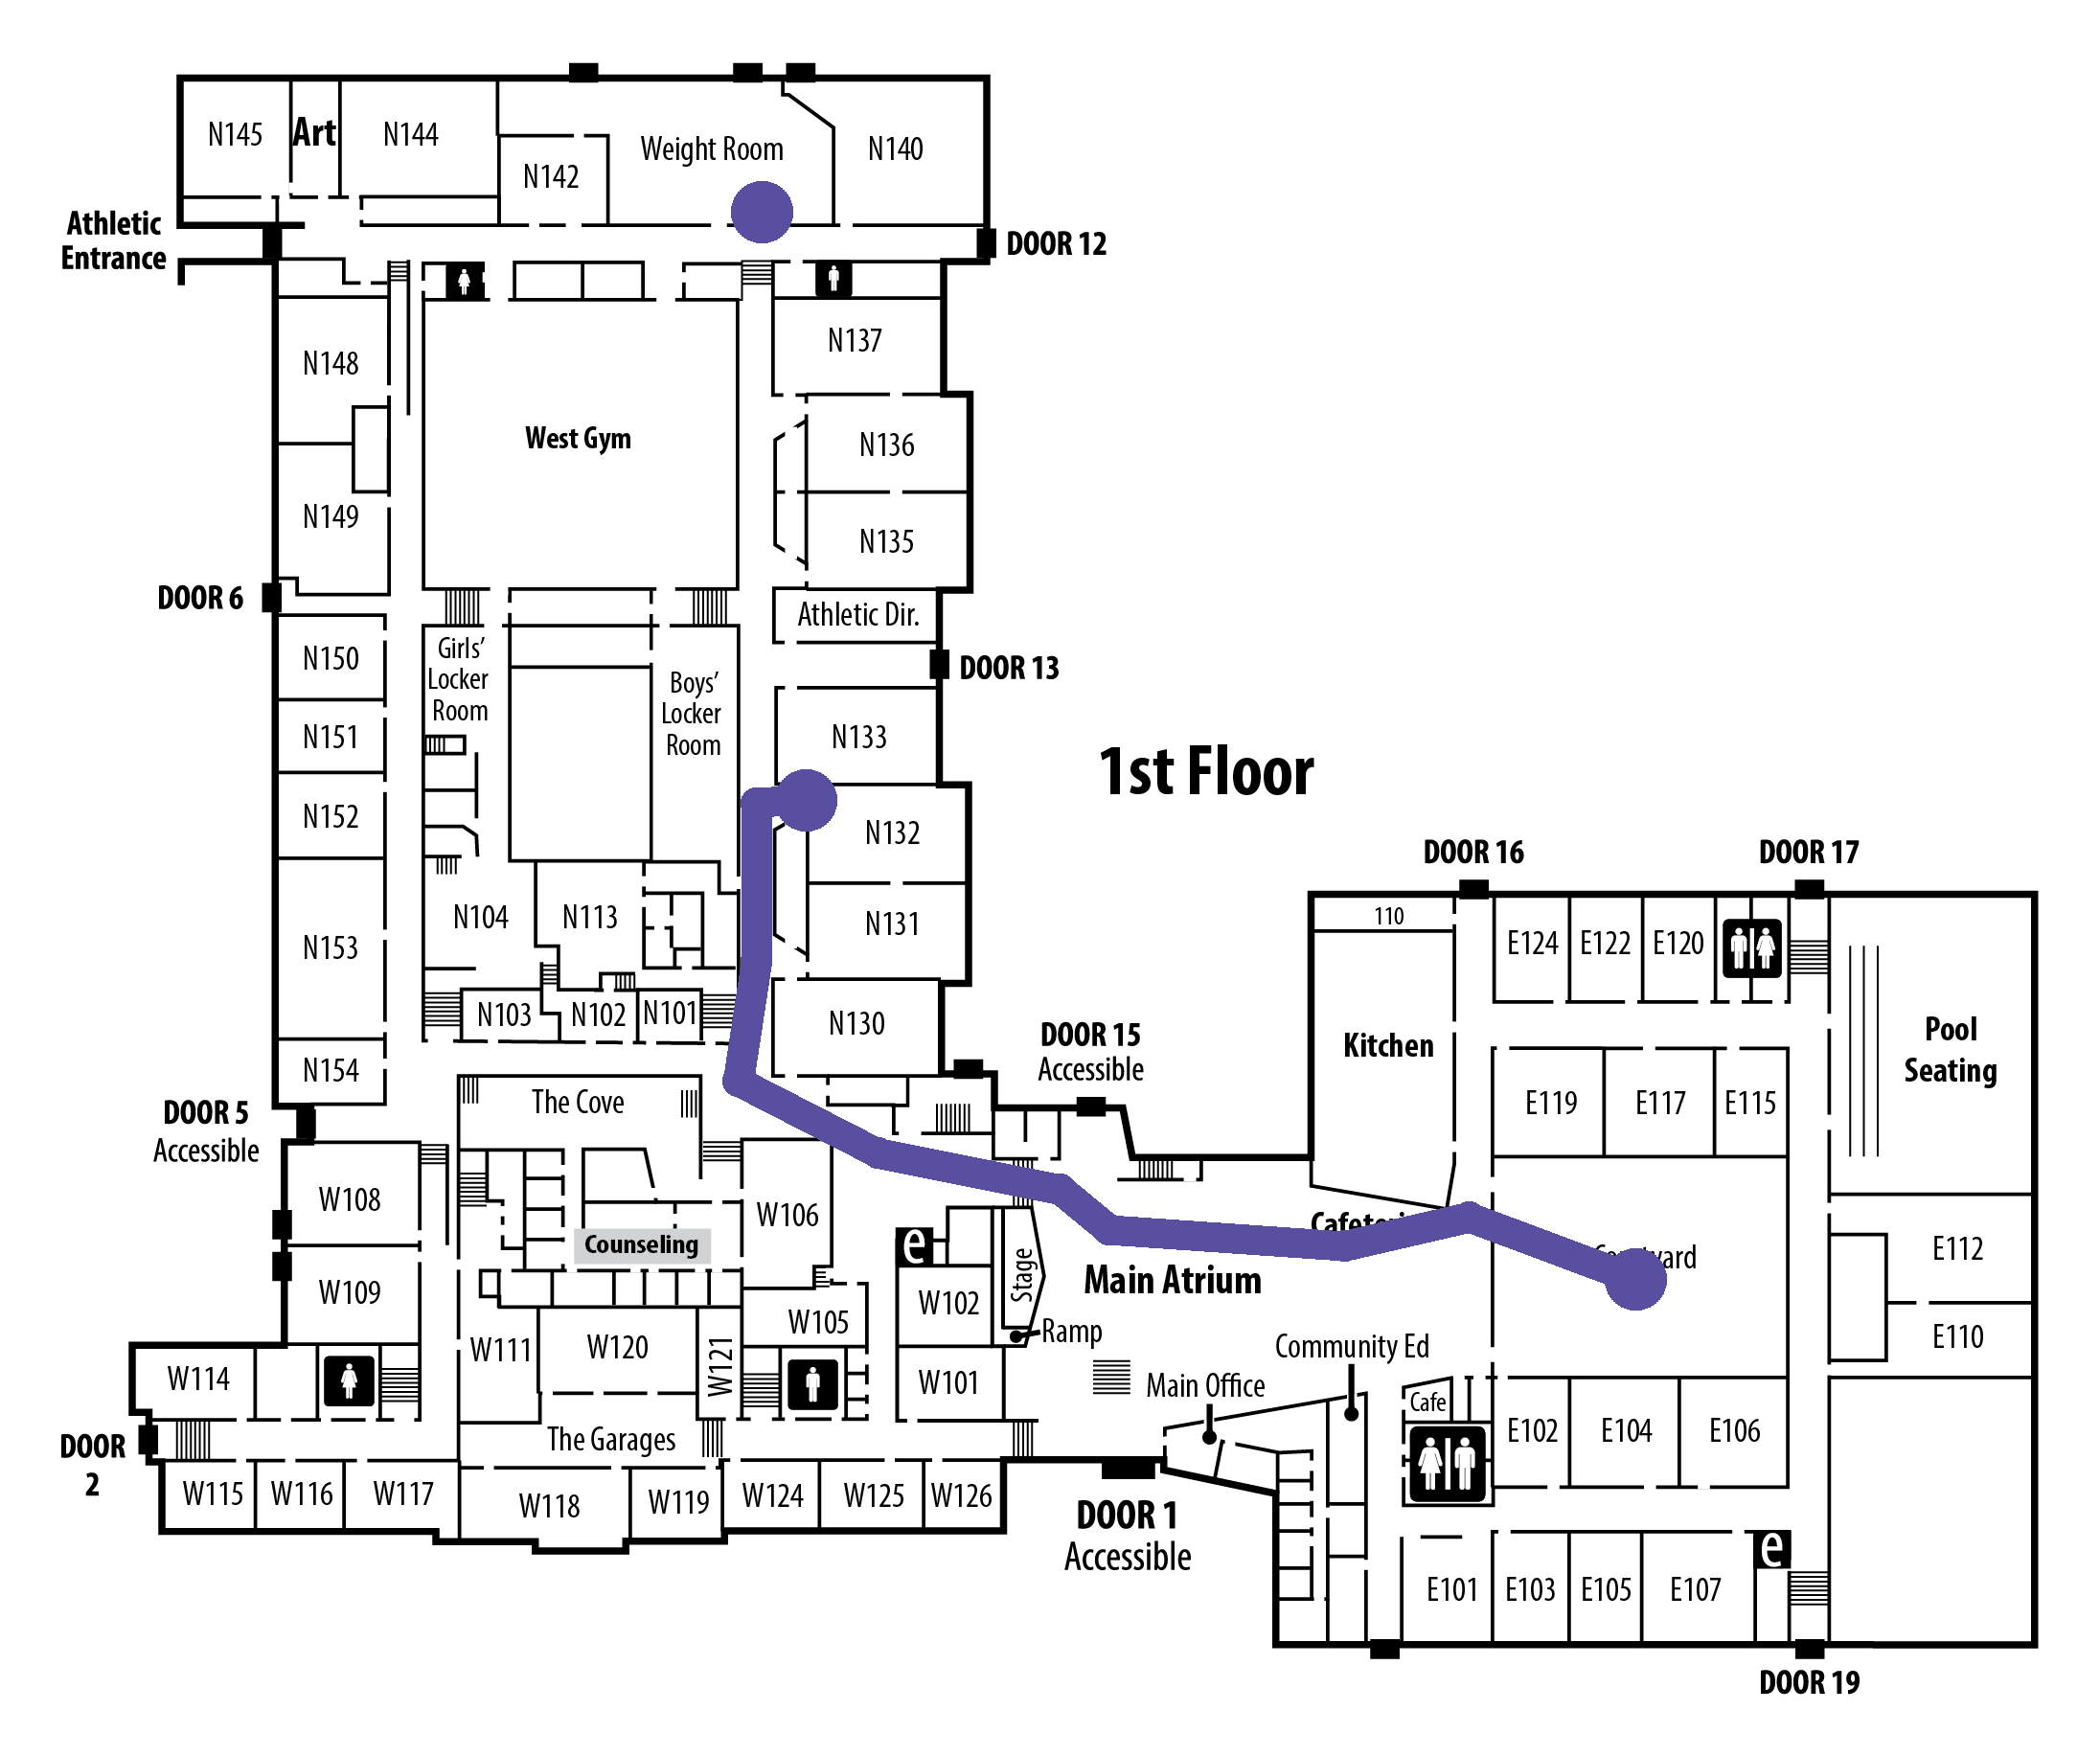 N145
Art
N144
N142
Weight Room
N140
Athletic
Entrance
DOOR 12
N137
N148
West Gym
N136
N149
N135
DOOR 6
Athletic Dir.
N150
Girls'
Locker
Room
Boys'
Locker
Room
DOOR 13
N151
N133
1st Floor
N152
N132
N153
N104
N113
N131
N103
N102
N101
N130
N154
DOOR 15
Accessible
DOOR 16
DOOR 17
110
E124
E122
E120
Kitchen
Pool
Seating
E119
E117
E115
DOOR 5
Accessible
The Cove
W108
W106
Counseling
e
W109
W102
Stage
Main Atrium
Ramp
E112
E110
W105
W111
W120
W121
W101
W114
Community Ed
Main Office
Cafe
E102
E104
E106
The Garages
DOOR
2
W115
W116
W117
W118
W119
W124
W125
W126
DOOR 1
Accessible
E101
E103
E105
E107
e
DOOR 19